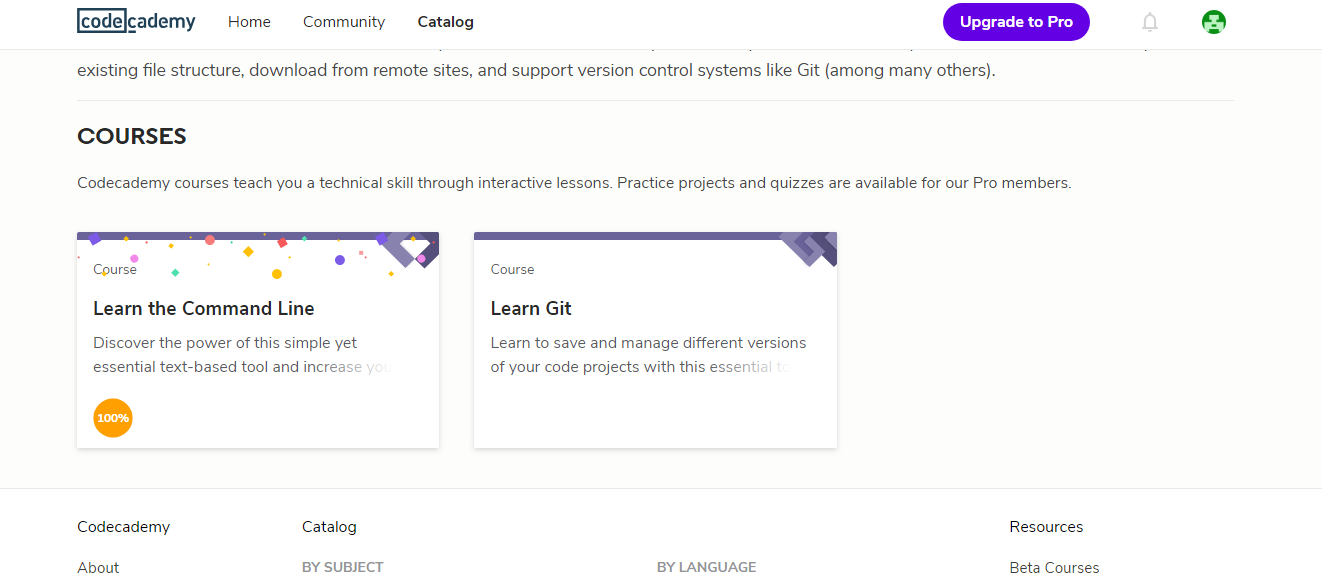 codecademy Home Community Catalog Upgrade to Pro
existing file structure, download from remote sites, and support version control systems like Git (among many others).
COURSES
Codecademy courses teach you a technical skill through interactive lessons. Practice projects and quizzes are available for our Pro members.
Course
Learn the Command Line
Discover the power of this simple yet
essential text-based tool and increase you
100%
Course
Learn Git
Learn to save and manage different versions
of your code projects with this essential
Codecademy
About
Catalog
BY SUBJECT
BY LANGUAGE
Resources
Beta Courses